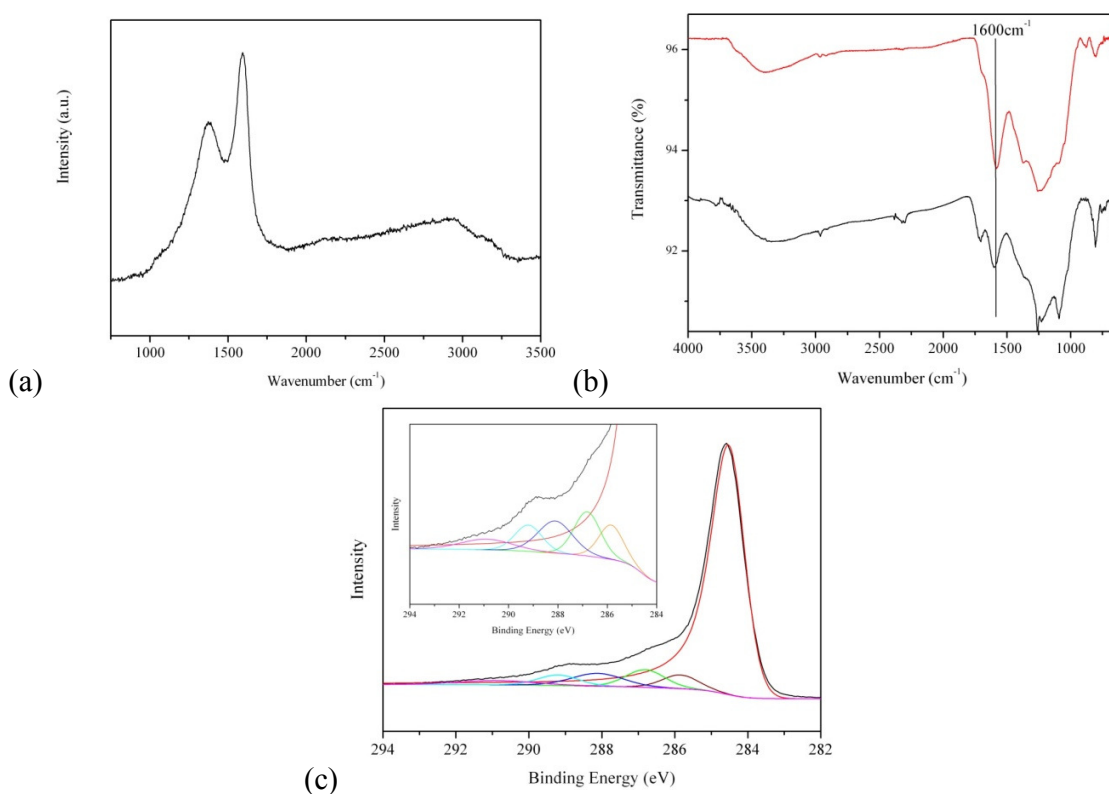 Intensity (a.u.)
1000 1500 2000 2500 3000 3500
Wavenumber (cm⁻¹)
(a)
1600cm⁻¹
96
94
92
Transmittance (%)
4000 3500 3000 2500 2000 1500 1000
Wavenumber (cm⁻¹)
(b)
Intensity
294 292 290 288 286 284
Binding Energy (eV)
Intensity
294 292 290 288 286 284 282
Binding Energy (eV)
(c)